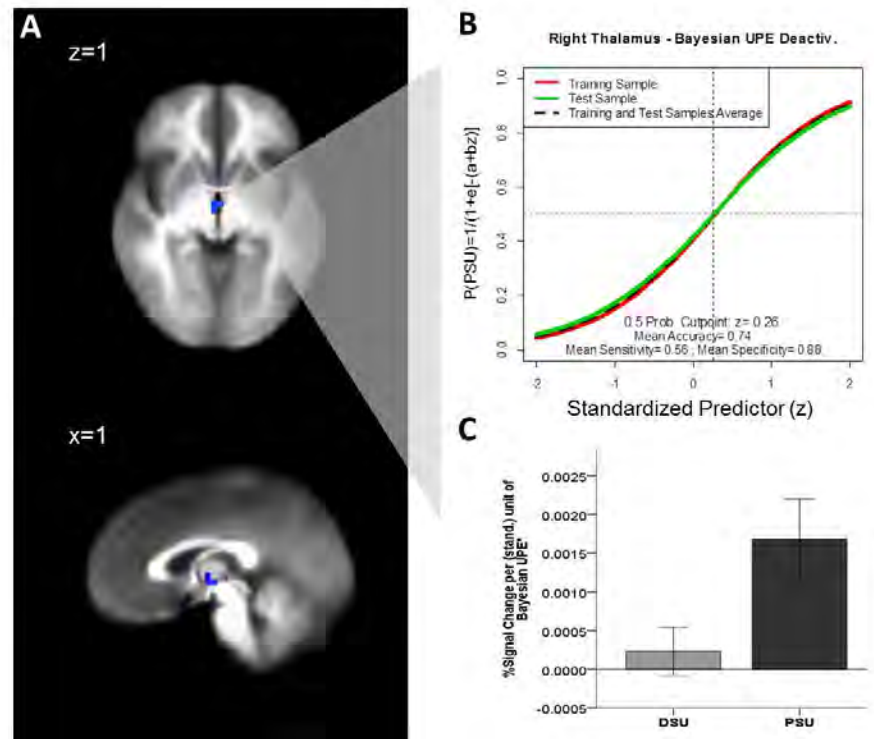 A
z=1
x=1
B
Right Thalamus - Bayesian UPE Deactiv.
Training Sample
Test Sample
Training and Test Samples Average
P(PSU)=1/(1+e[-(a+bz)]
1.0
0.8
0.6
0.4
0.2
0.0
0.5 Prob. Cutpoint: z= 0.26
Mean Accuracy= 0.74
Mean Sensitivity= 0.56 ; Mean Specificity= 0.88
-2
-1
0
1
2
Standardized Predictor (z)
C
%Signal Change per (stand.) unit of
Bayesian UPE*
0.0025
0.0020
0.0015
0.0010
0.0005
0.0000
-0.0005
DSU
PSU